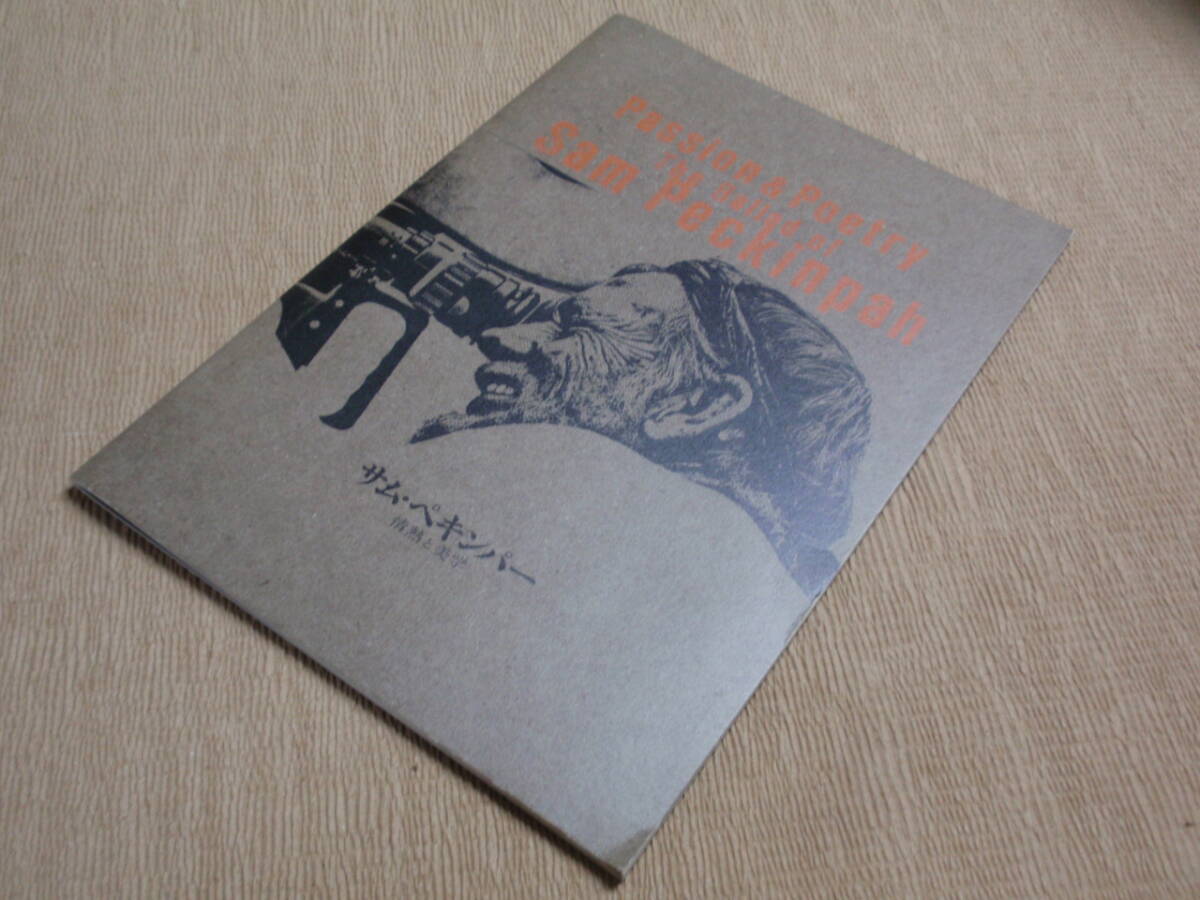 Passion & Poetry
The Ballad of
Sam Peckinpah
サム・ペキンパー
情熱と美学